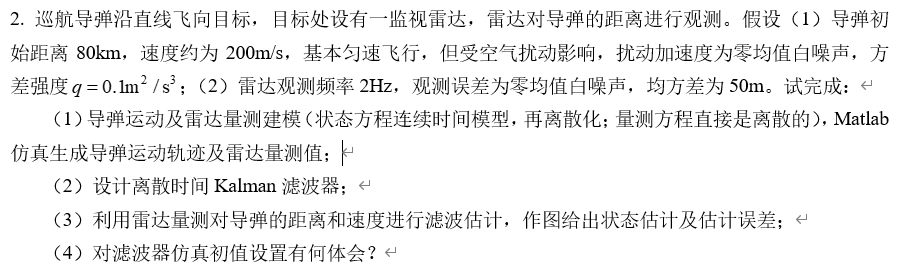 2. 巡航导弹沿直线飞向目标，目标处设有一监视雷达，雷达对导弹的距离进行观测。假设（1）导弹初
始距离 80km，速度约为 200m/s，基本匀速飞行，但受空气扰动影响，扰动加速度为零均值白噪声，方
差强度 q = 0.1m²/s³；（2）雷达观测频率 2Hz，观测误差为零均值白噪声，均方差为 50m。试完成：↵
（1）导弹运动及雷达量测建模（状态方程连续时间模型，再离散化；量测方程直接是离散的），Matlab
仿真生成导弹运动轨迹及雷达量测值；↵
（2）设计离散时间 Kalman 滤波器；↵
（3）利用雷达量测对导弹的距离和速度进行滤波估计，作图给出状态估计及估计误差；↵
（4）对滤波器仿真初值设置有何体会？↵